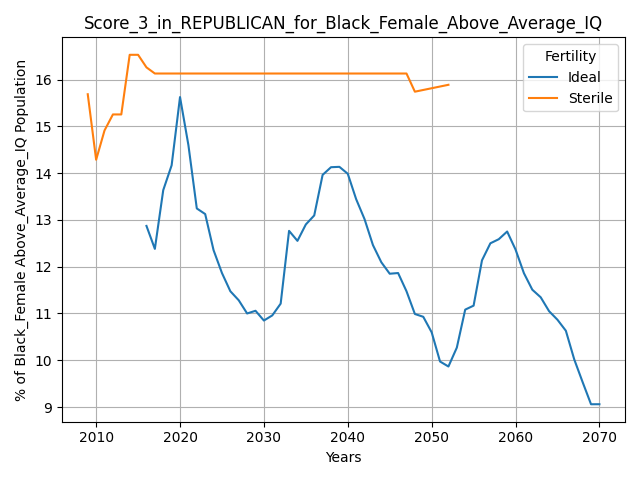 Score_3_in_REPUBLICAN_for_Black_Female_Above_Average_IQ
% of Black_Female Above_Average_IQ Population
16
15
14
13
12
11
10
9
Fertility
Ideal
Sterile
2010 2020 2030 2040 2050 2060 2070
Years